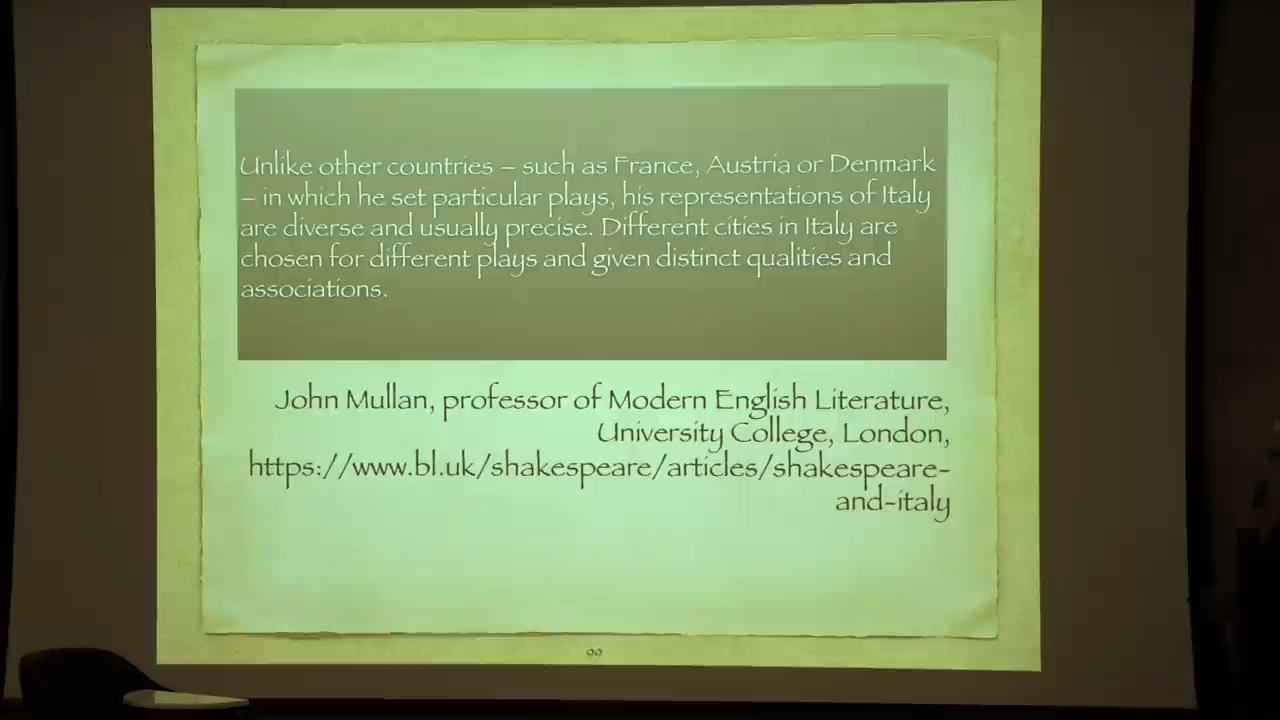 Unlike other countries – such as France, Austria or Denmark
– in which he set particular plays, his representations of Italy
are diverse and usually precise. Different cities in Italy are
chosen for different plays and given distinct qualities and
associations.
John Mullan, professor of Modern English Literature,
University College, London,
https://www.bl.uk/shakespeare/articles/shakespeare-
and-italy
99